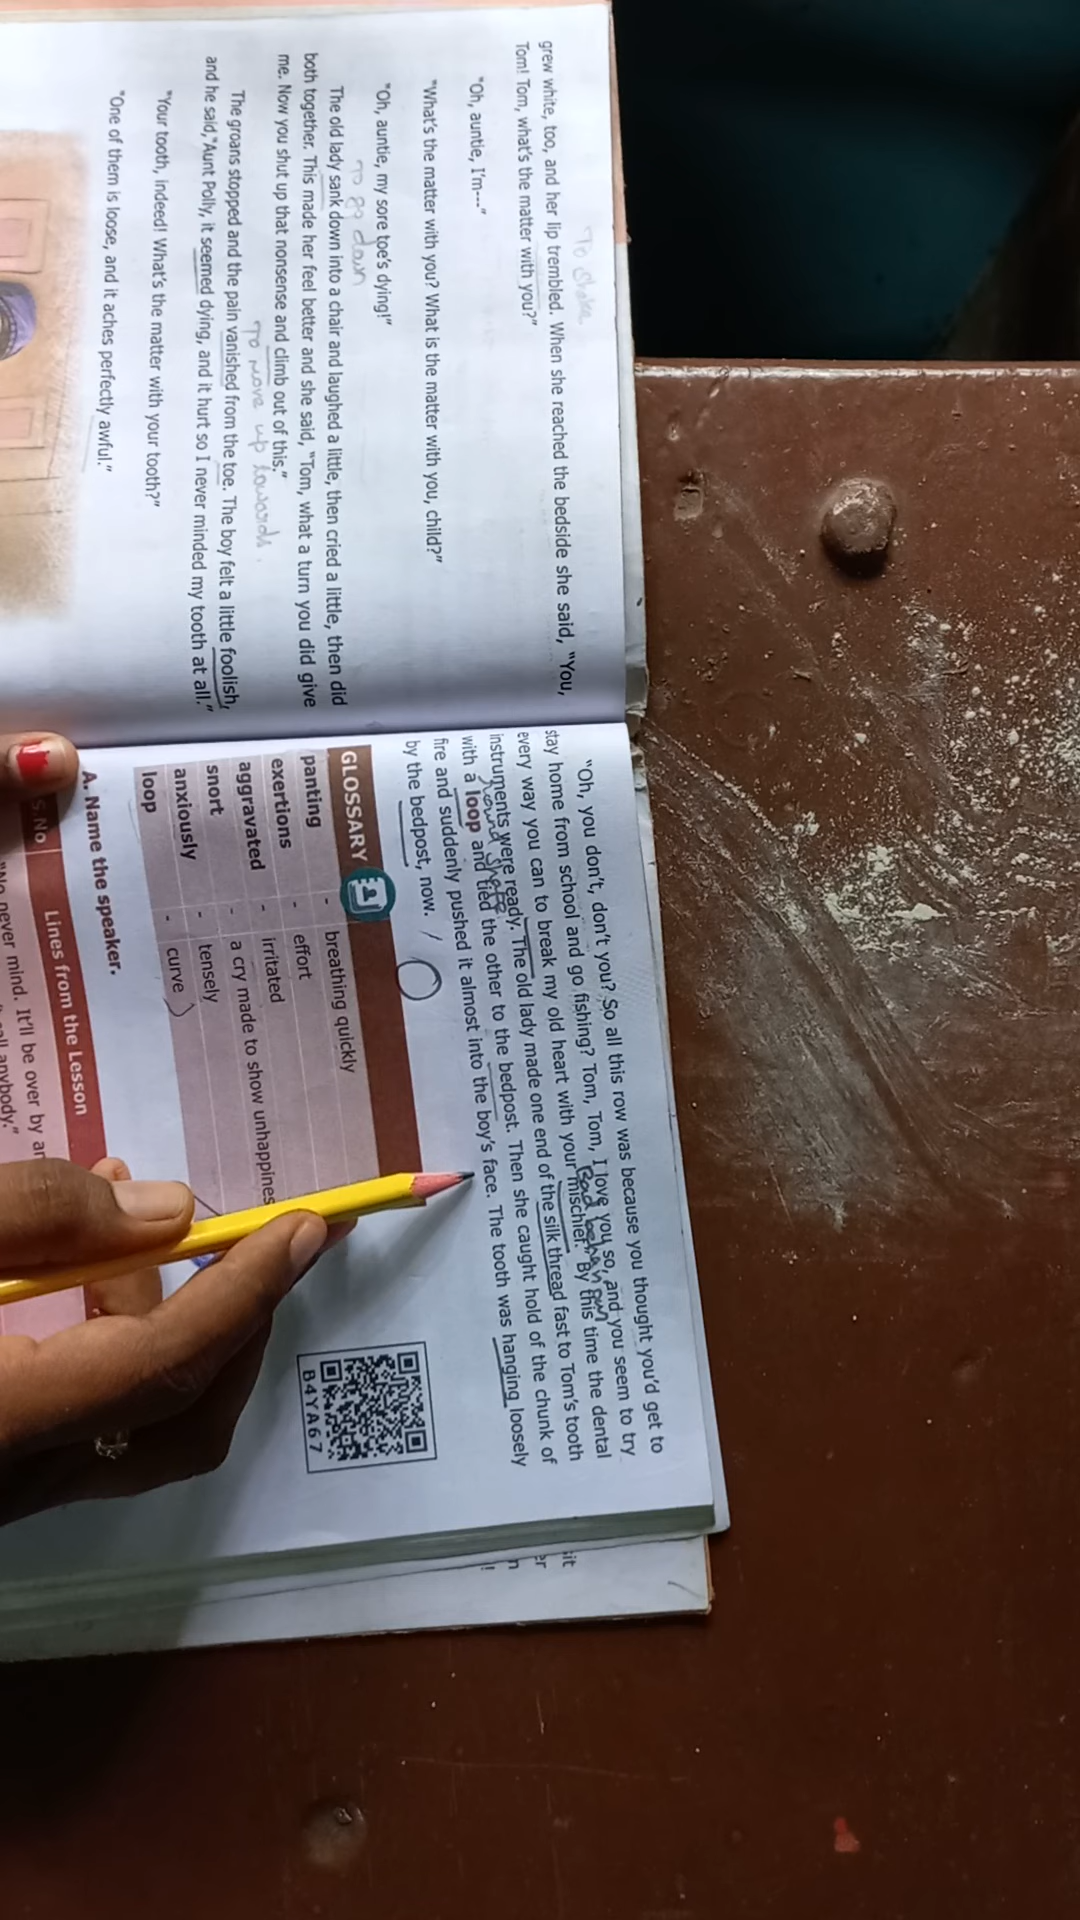 To shake
grew white, too, and her lip trembled. When she reached the bedside she said, "You,
Tom! Tom, what's the matter with you?"
"Oh, auntie, I'm---"
"What's the matter with you? What is the matter with you, child?"
"Oh, auntie, my sore toe's dying!"
To go down
The old lady sank down into a chair and laughed a little, then cried a little, then did
both together. This made her feel better and she said, "Tom, what a turn you did give
me. Now you shut up that nonsense and climb out of this."
To move up towards.
The groans stopped and the pain vanished from the toe. The boy felt a little foolish,
and he said,"Aunt Polly, it seemed dying, and it hurt so I never minded my tooth at all."
"Your tooth, indeed! What's the matter with your tooth?"
"One of them is loose, and it aches perfectly awful."
"Oh, you don't, don't you? So all this row was because you thought you'd get to
stay home from school and go fishing? Tom, Tom, I love you so, and you seem to try
Bad
every way you can to break my old heart with your mischief." By this time the dental
instruments were ready. The old lady made one end of the silk thread fast to Tom's tooth
with a loop and tied the other to the bedpost. Then she caught hold of the chunk of
fire and suddenly pushed it almost into the boy's face. The tooth was hanging loosely
by the bedpost, now.
GLOSSARY
panting - breathing quickly
exertions - effort
aggravated - irritated
snort - a cry made to show unhappines
anxiously - tensely
loop - curve
B4YA67
A. Name the speaker.
S.No Lines from the Lesson
"No never mind. It'll be over by
call anybody."